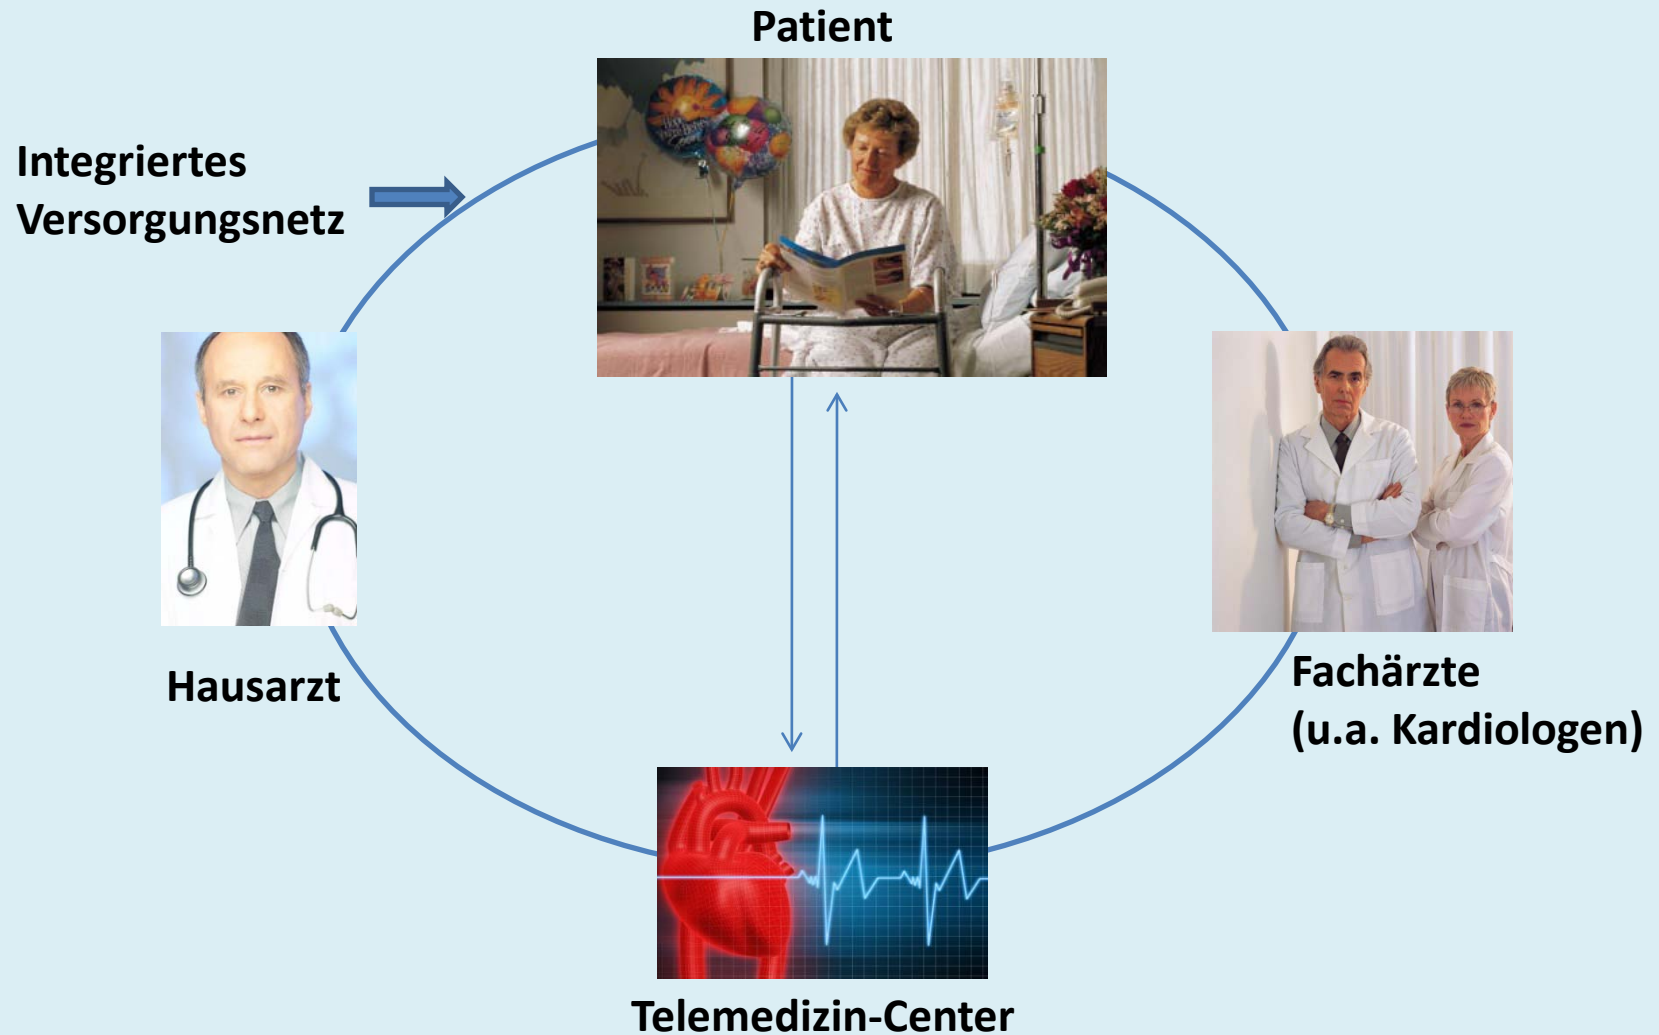 Patient
Integriertes
Versorgungsnetz
Hausarzt
Fachärzte
(u.a. Kardiologen)
Telemedizin-Center